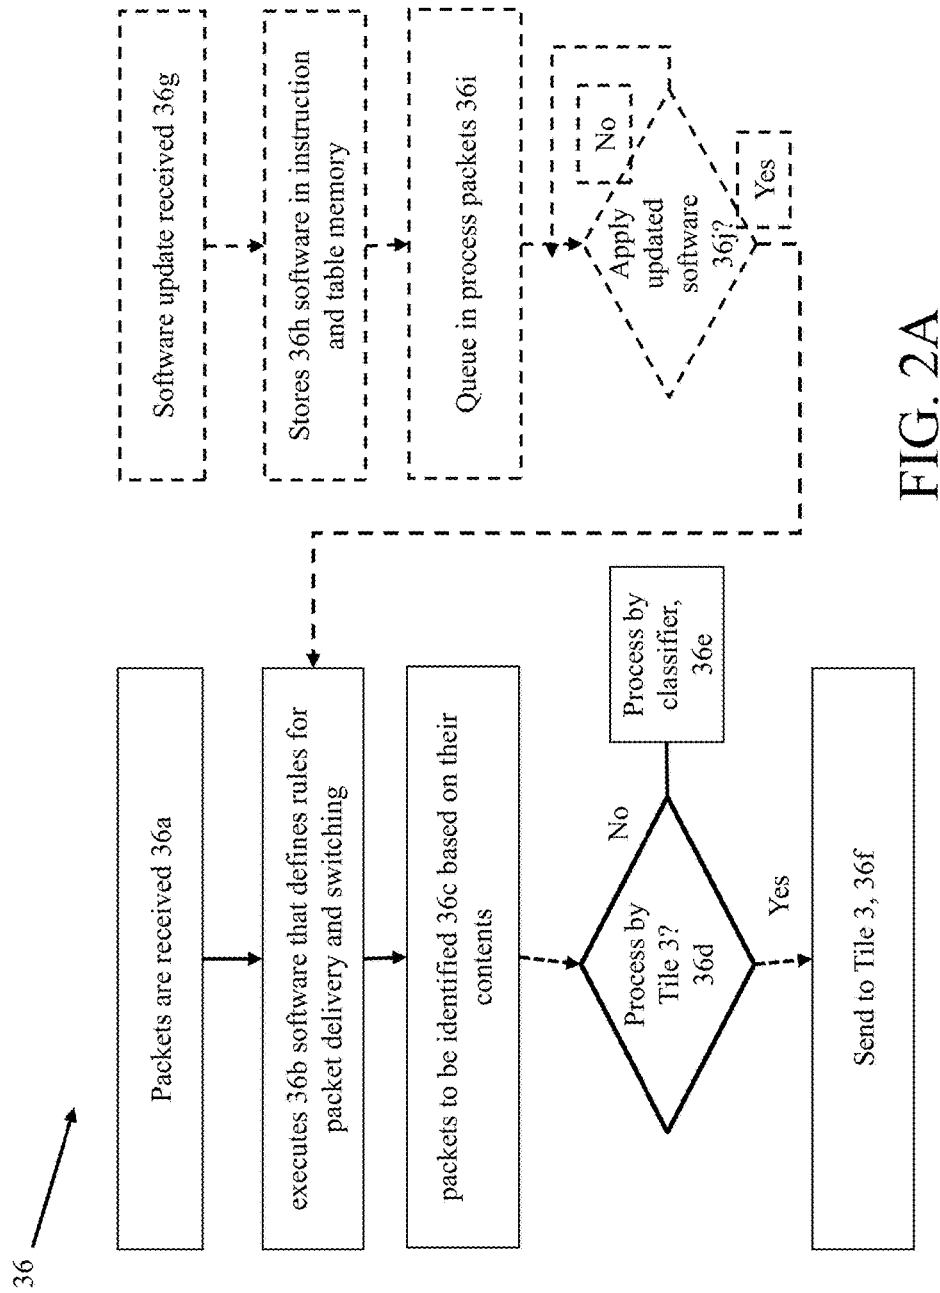 36
Packets are received 36a
executes 36b software that defines rules for
packet delivery and switching
packets to be identified 36c based on their
contents
Process by
Tile 3?
36d
No
Process by
classifier,
36e
Yes
Send to Tile 3, 36f
Software update received 36g
Stores 36h software in instruction
and table memory
Queue in process packets 36i
Apply
updated
software
36j?
No
Yes
FIG. 2A